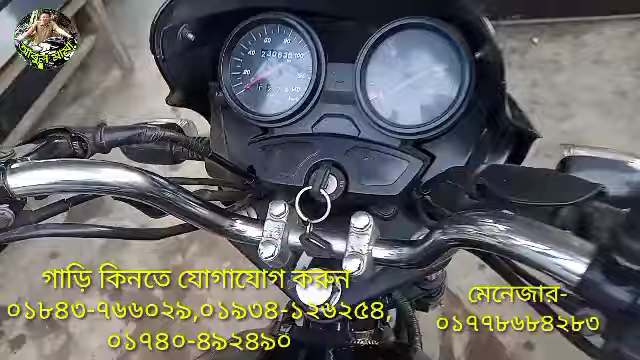 গাড়ি কিনতে যোগাযোগ করুন
০১৮৪৩-৭৬৬০২৯,০১৯৩৪-১২৬২৫৪,
০১৭৪০-৪৯২৪৯০
মেনেজার-
০১৭৭৮৬৮৪২৮৩